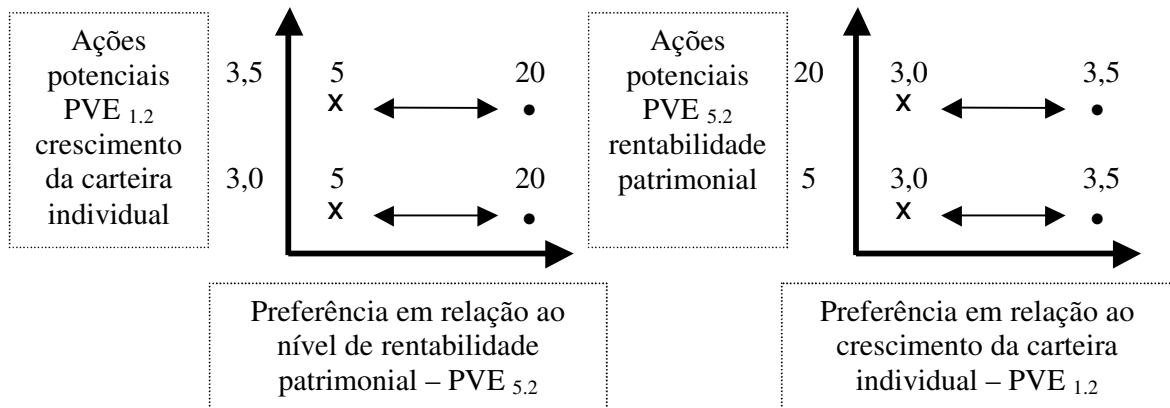 Ações
potenciais
PVE 1.2
crescimento
da carteira
individual
3,5
5
20
x
•
3,0
5
20
x
•
Preferência em relação ao
nível de rentabilidade
patrimonial – PVE 5.2
Ações
potenciais
PVE 5.2
rentabilidade
patrimonial
20
3,0
3,5
x
•
5
3,0
3,5
x
•
Preferência em relação ao
crescimento da carteira
individual – PVE 1.2